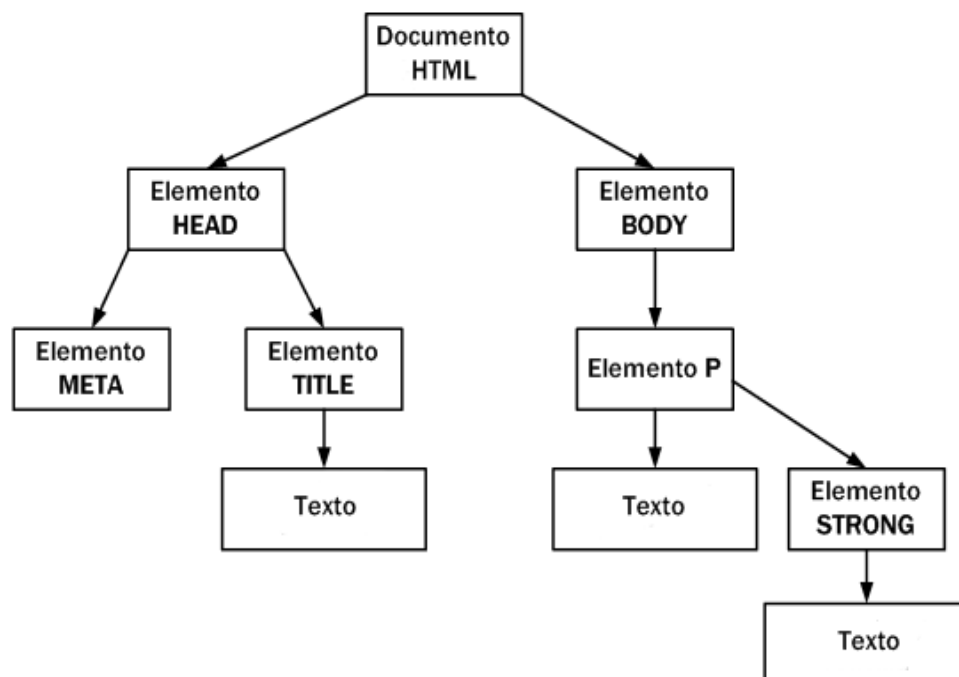 Documento
HTML
Elemento
HEAD
Elemento
BODY
Elemento
META
Elemento
TITLE
Elemento P
Texto
Texto
Elemento
STRONG
Texto